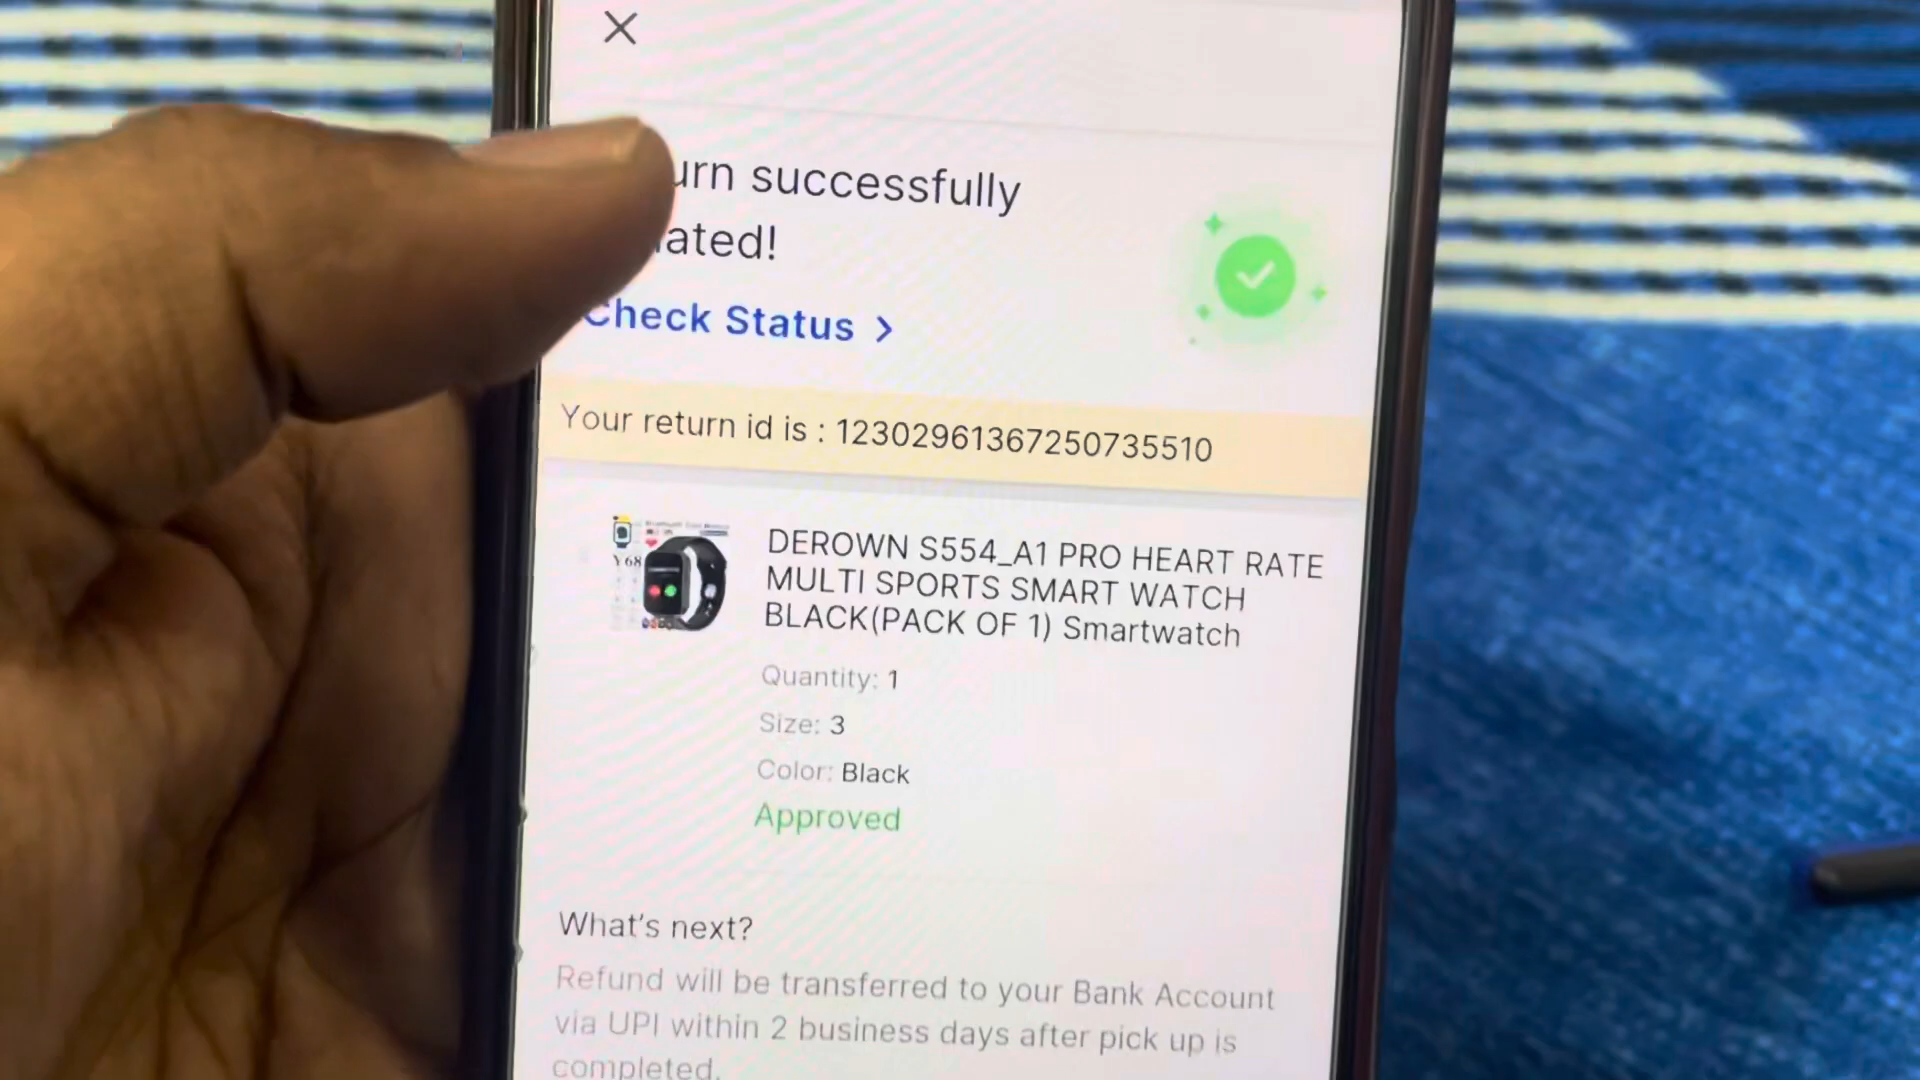 successfully
Check Status >
Your return id is : 12302961367250735510
Y68
DEROWN S554_A1 PRO HEART RATE
MULTI SPORTS SMART WATCH
BLACK(PACK OF 1) Smartwatch
Quantity: 1
Size: 3
Color: Black
Approved
What's next?
Refund will be transferred to your Bank Account
via UPI within 2 business days after pick up is
completed.